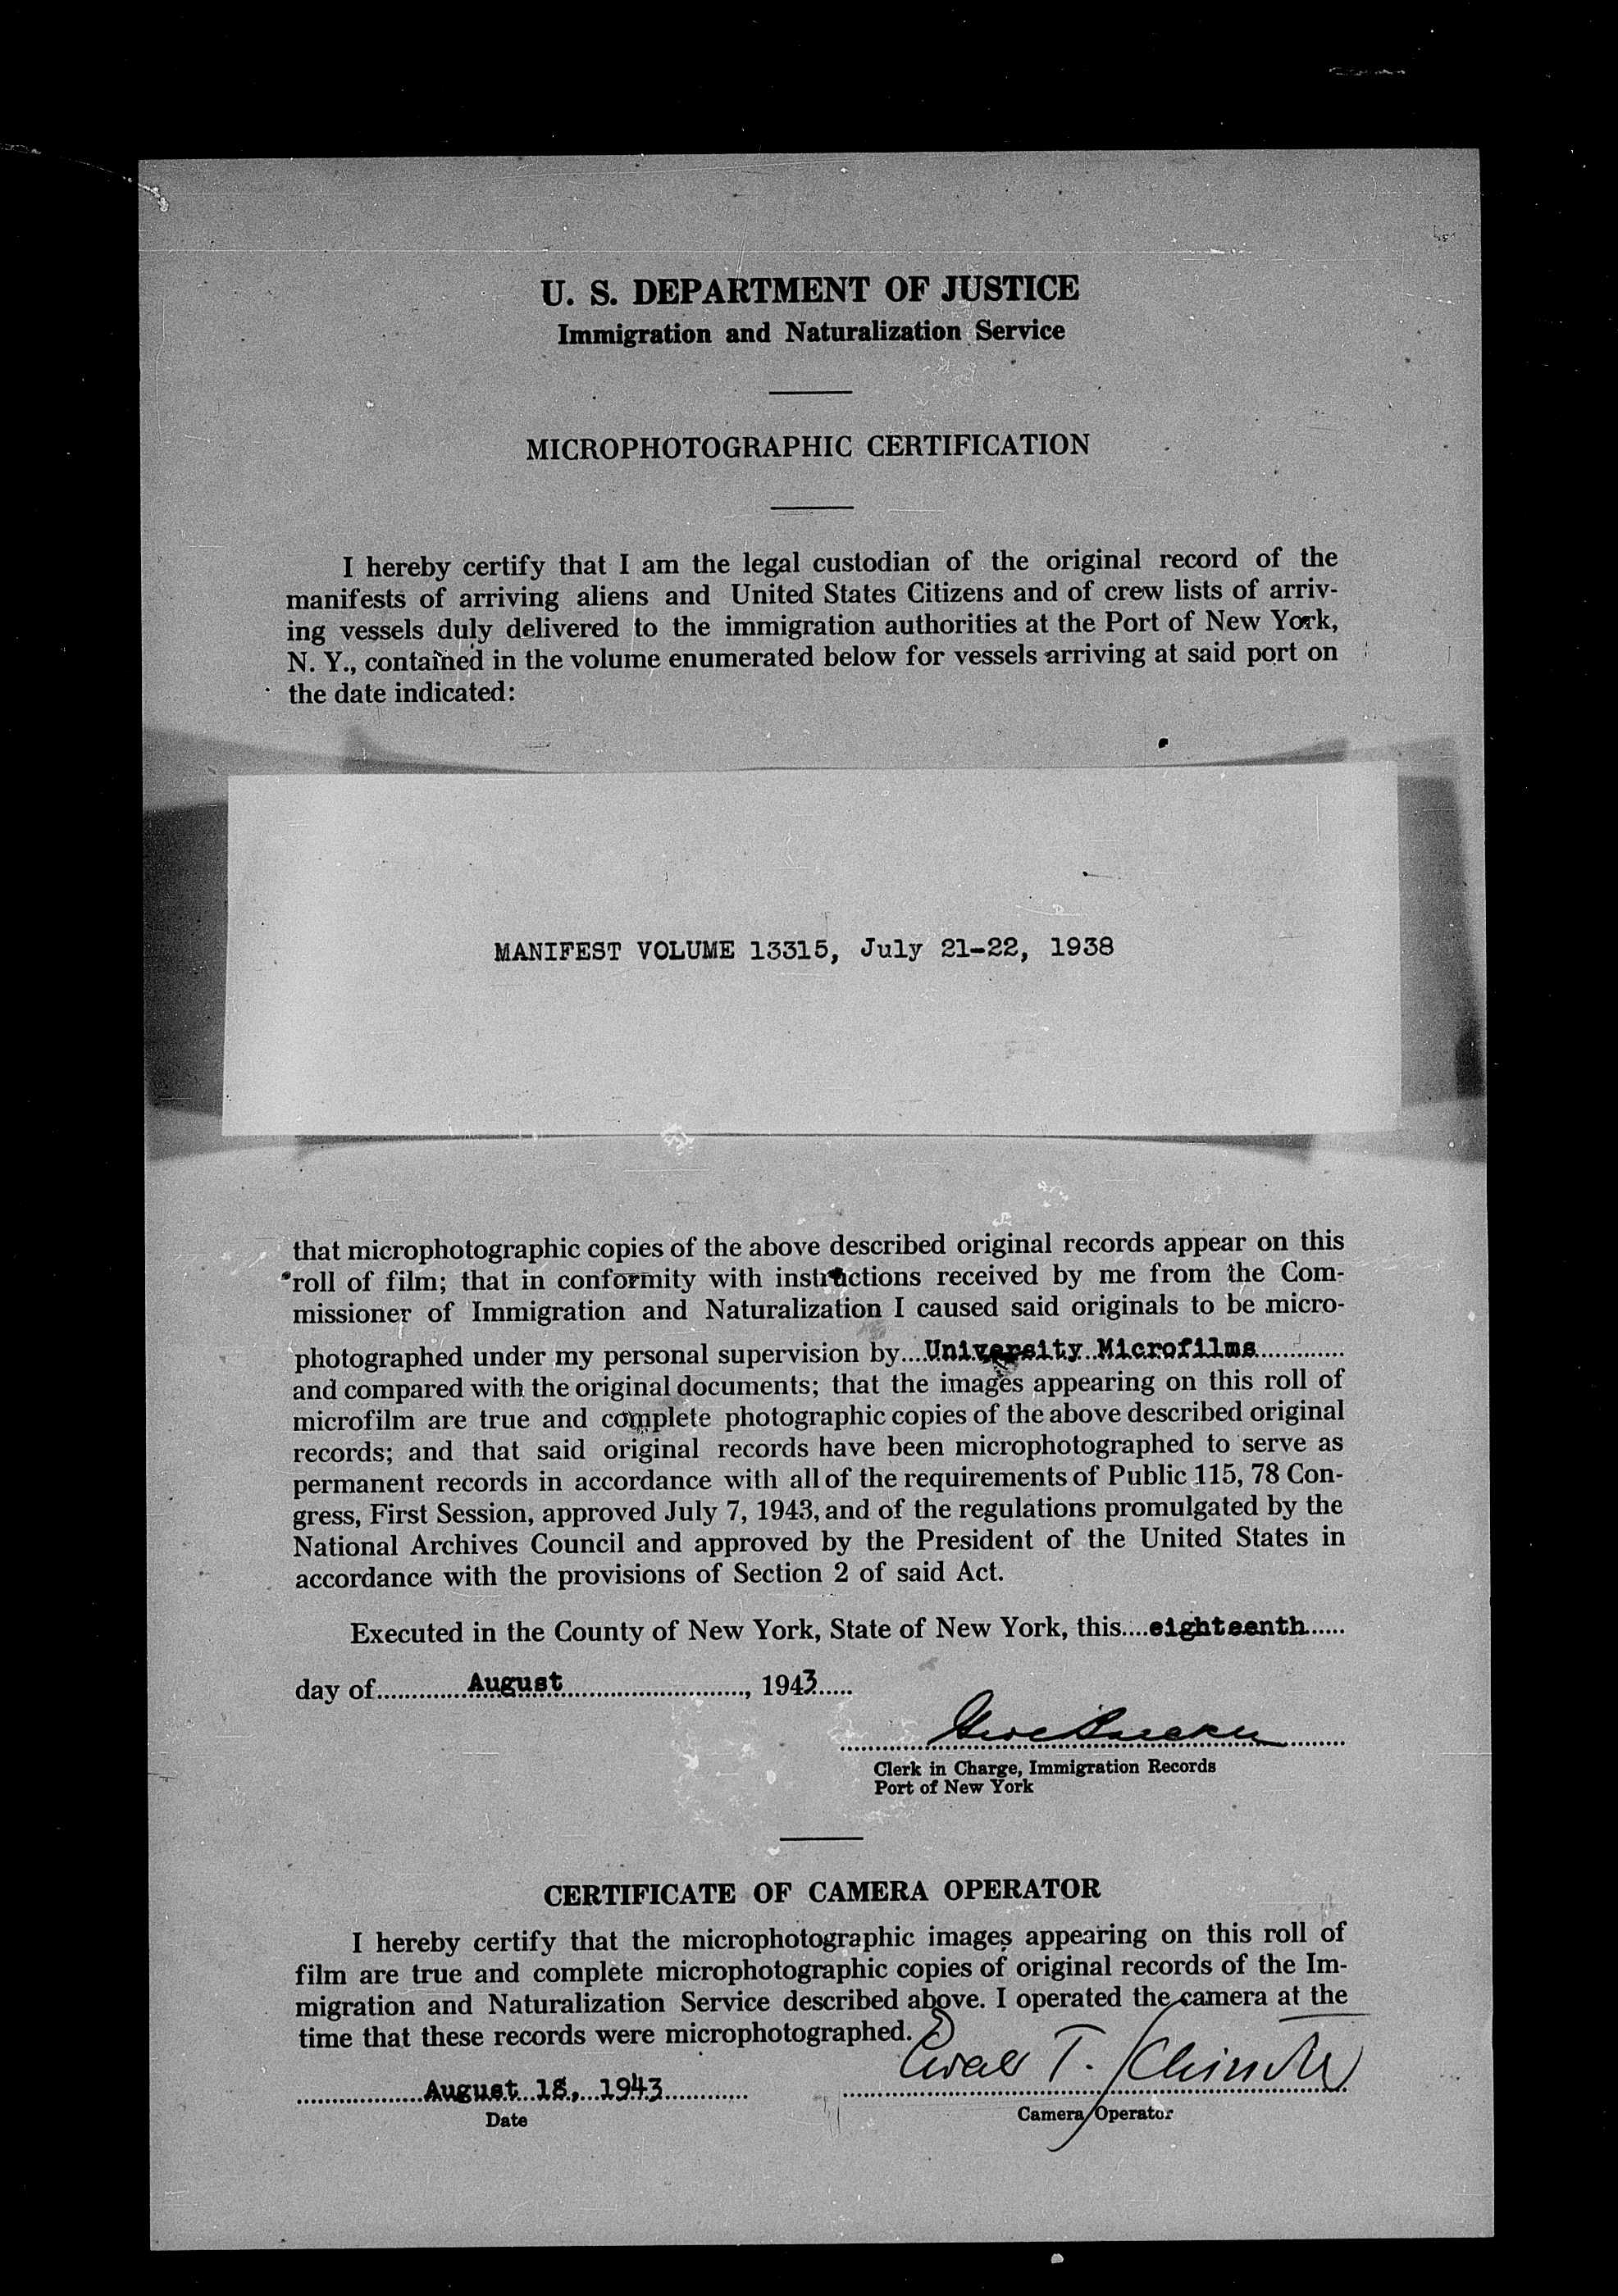 U. S. DEPARTMENT OF JUSTICE
Immigration and Naturalization Service
MICROPHOTOGRAPHIC CERTIFICATION
I hereby certify that I am the legal custodian of the original record of the
manifests of arriving aliens and United States Citizens and of crew lists of arriv-
ing vessels duly delivered to the immigration authorities at the Port of New York,
N. Y., contained in the volume enumerated below for vessels arriving at said port on
the date indicated:
MANIFEST VOLUME 13315, July 21-22, 1938
that microphotographic copies of the above described original records appear on this
roll of film; that in conformity with instructions received by me from the Com-
missioner of Immigration and Naturalization I caused said originals to be micro-
photographed under my personal supervision by....University Microfilms............
and compared with the original documents; that the images appearing on this roll of
microfilm are true and complete photographic copies of the above described original
records; and that said original records have been microphotographed to serve as
permanent records in accordance with all of the requirements of Public 115, 78 Con-
gress, First Session, approved July 7, 1943, and of the regulations promulgated by the
National Archives Council and approved by the President of the United States in
accordance with the provisions of Section 2 of said Act.
Executed in the County of New York, State of New York, this....eighteenth......
day of.............August............................, 1943.....
Clerk in Charge, Immigration Records
Port of New York
CERTIFICATE OF CAMERA OPERATOR
I hereby certify that the microphotographic images appearing on this roll of
film are true and complete microphotographic copies of original records of the Im-
migration and Naturalization Service described above. I operated the camera at the
time that these records were microphotographed.
T.
..............August 18, 1943............
Date
Camera Operator